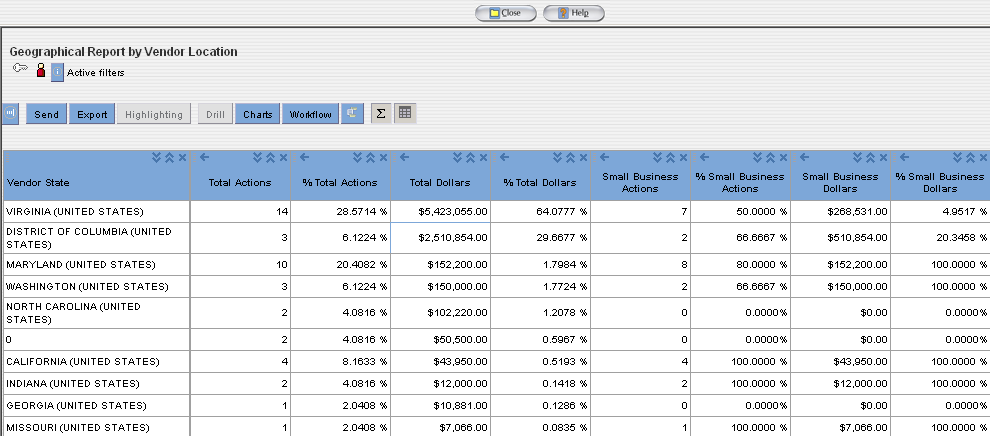 Close Help
Geographical Report by Vendor Location
Active filters
Send Export Highlighting Drill Charts Workflow Σ
Vendor State Total Actions % Total Actions Total Dollars % Total Dollars Small Business Actions % Small Business Actions Small Business Dollars % Small Business Dollars
VIRGINIA (UNITED STATES) 14 28.5714 % $5,423,055.00 64.0777 % 7 50.0000 % $268,531.00 4.9517 %
DISTRICT OF COLUMBIA (UNITED STATES) 3 6.1224 % $2,510,854.00 29.6677 % 2 66.6667 % $510,854.00 20.3458 %
MARYLAND (UNITED STATES) 10 20.4082 % $152,200.00 1.7984 % 8 80.0000 % $152,200.00 100.0000 %
WASHINGTON (UNITED STATES) 3 6.1224 % $150,000.00 1.7724 % 2 66.6667 % $150,000.00 100.0000 %
NORTH CAROLINA (UNITED STATES) 2 4.0816 % $102,220.00 1.2078 % 0 0.0000% $0.00 0.0000%
0 2 4.0816 % $50,500.00 0.5967 % 0 0.0000% $0.00 0.0000%
CALIFORNIA (UNITED STATES) 4 8.1633 % $43,950.00 0.5193 % 4 100.0000 % $43,950.00 100.0000 %
INDIANA (UNITED STATES) 2 4.0816 % $12,000.00 0.1418 % 2 100.0000 % $12,000.00 100.0000 %
GEORGIA (UNITED STATES) 1 2.0408 % $10,881.00 0.1286 % 0 0.0000% $0.00 0.0000%
MISSOURI (UNITED STATES) 1 2.0408 % $7,066.00 0.0835 % 1 100.0000 % $7,066.00 100.0000 %